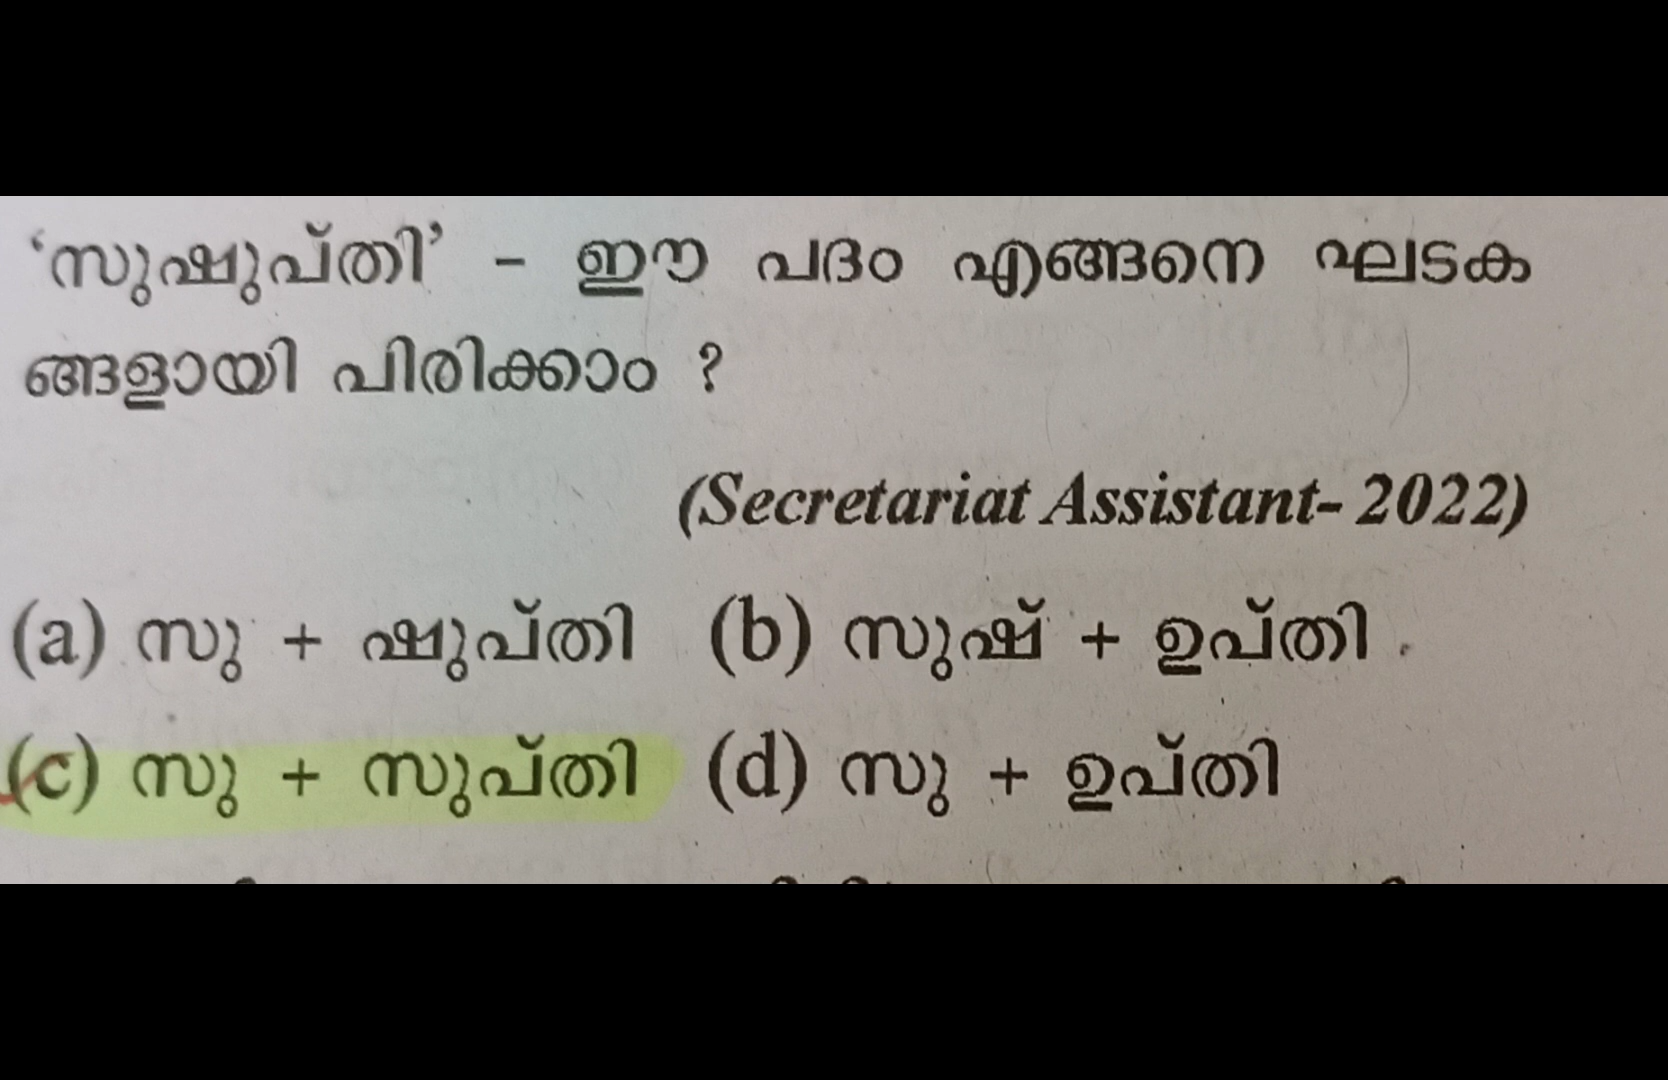 ‘സുഷുപ്തി’ - ഈ പദം എങ്ങനെ ഘടക
ങ്ങളായി പിരിക്കാം ?
(Secretariat Assistant- 2022)
(a) സു + ഷുപ്തി (b) സുഷ് + ഉപ്തി
(c) സു + സുപ്തി (d) സു + ഉപ്തി